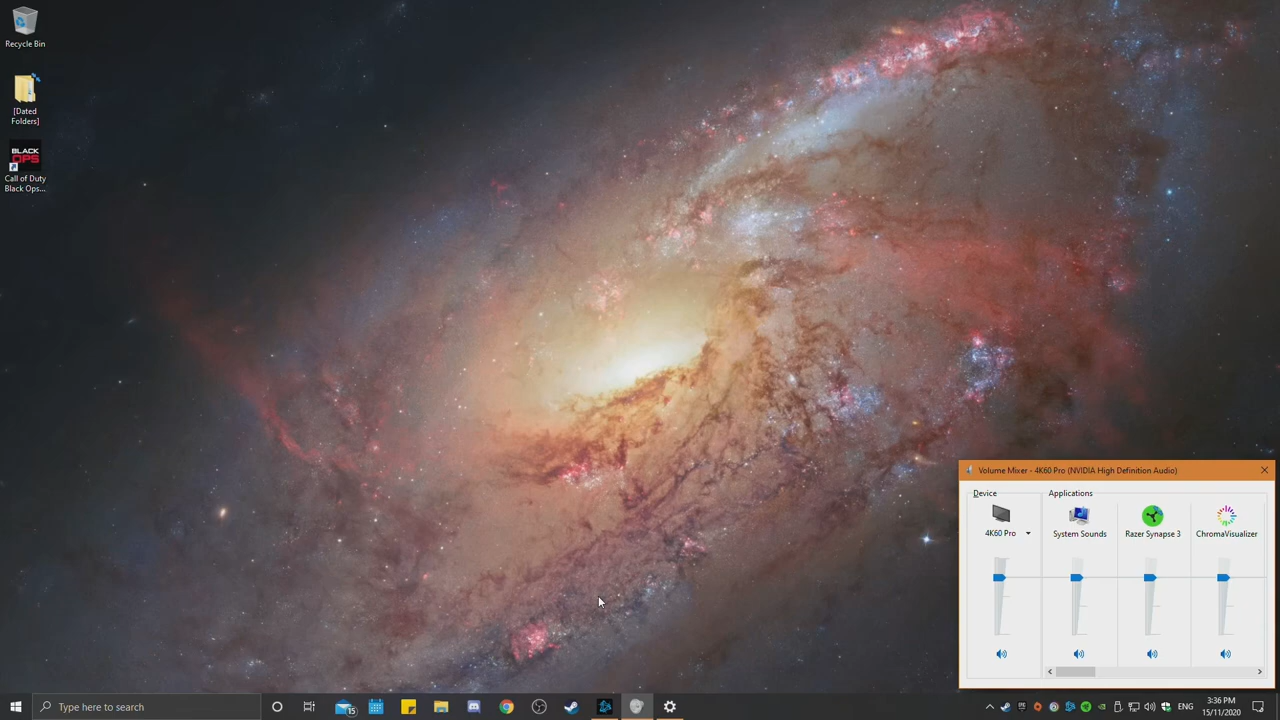 Recycle Bin
[Dated
Folders]
BLACK
OPS
Call of Duty
Black Ops...
Volume Mixer - 4K60 Pro (NVIDIA High Definition Audio)
Device
Applications
4K60 Pro
System Sounds
Razer Synapse 3
ChromaVisualizer
Type here to search
15
ENG
3:36 PM
15/11/2020